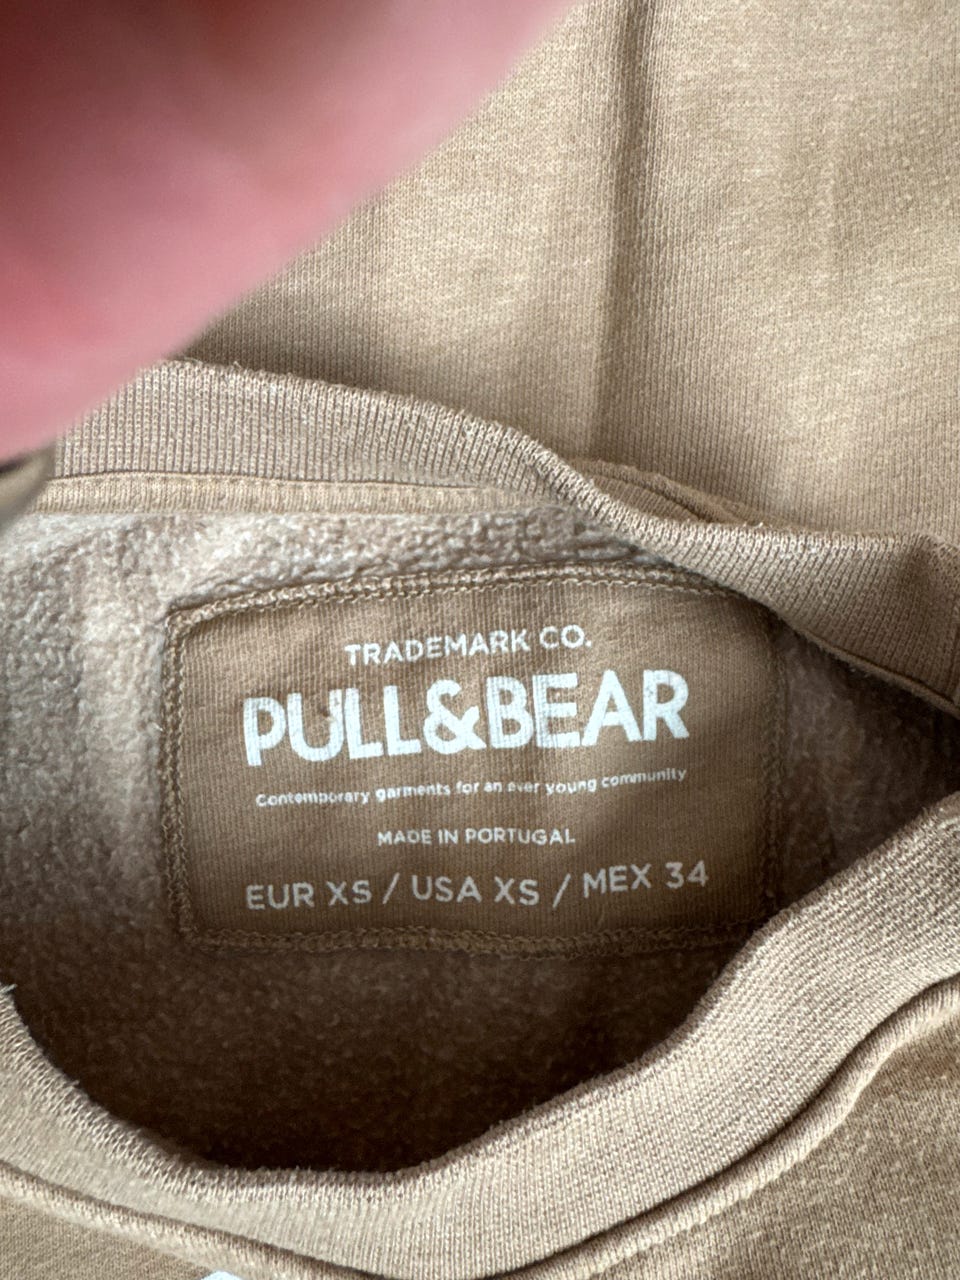 TRADEMARK CO.
PULL&BEAR
Contemporary garments for an ever young community
MADE IN PORTUGAL
EUR XS / USA XS / MEX 34